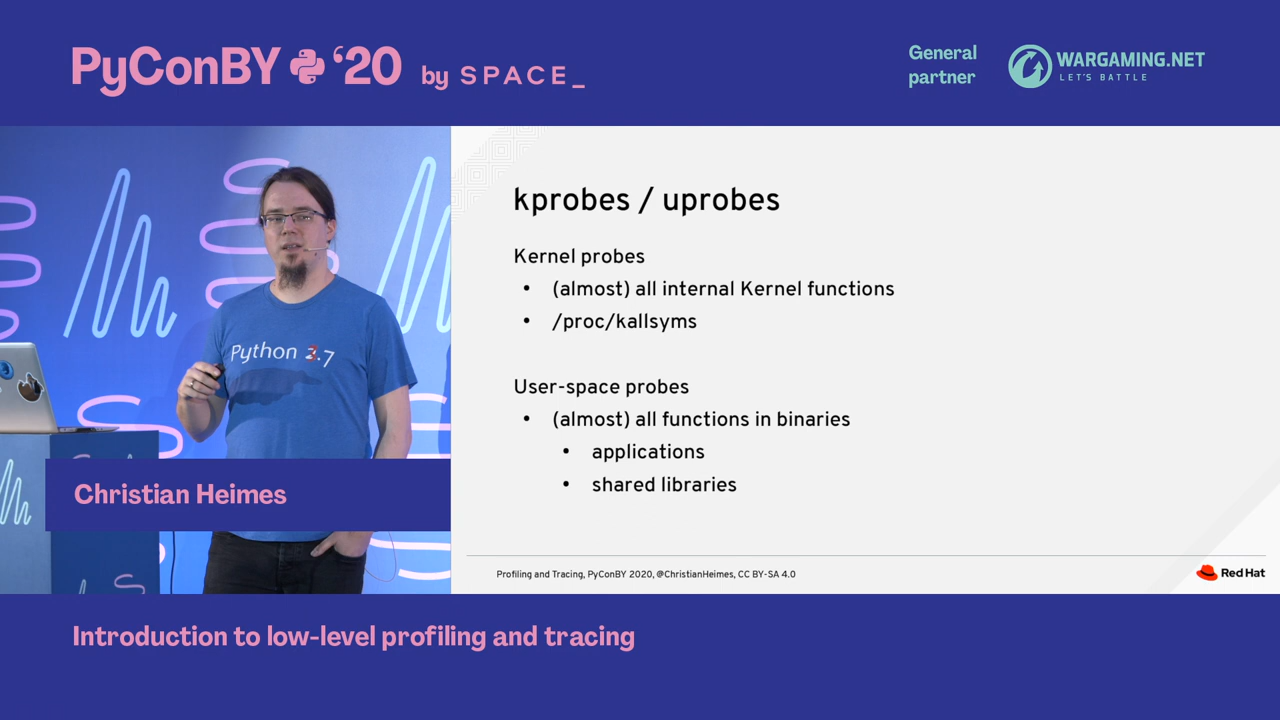 PyConBY '20 by SPACE_
General
partner
WARGAMING.NET
LET'S BATTLE
Python 2.7
Christian Heimes
kprobes / uprobes
Kernel probes
• (almost) all internal Kernel functions
• /proc/kallsyms
User-space probes
• (almost) all functions in binaries
• applications
• shared libraries
Profiling and Tracing, PyConBY 2020, @ChristianHeimes, CC BY-SA 4.0
Red Hat
Introduction to low-level profiling and tracing